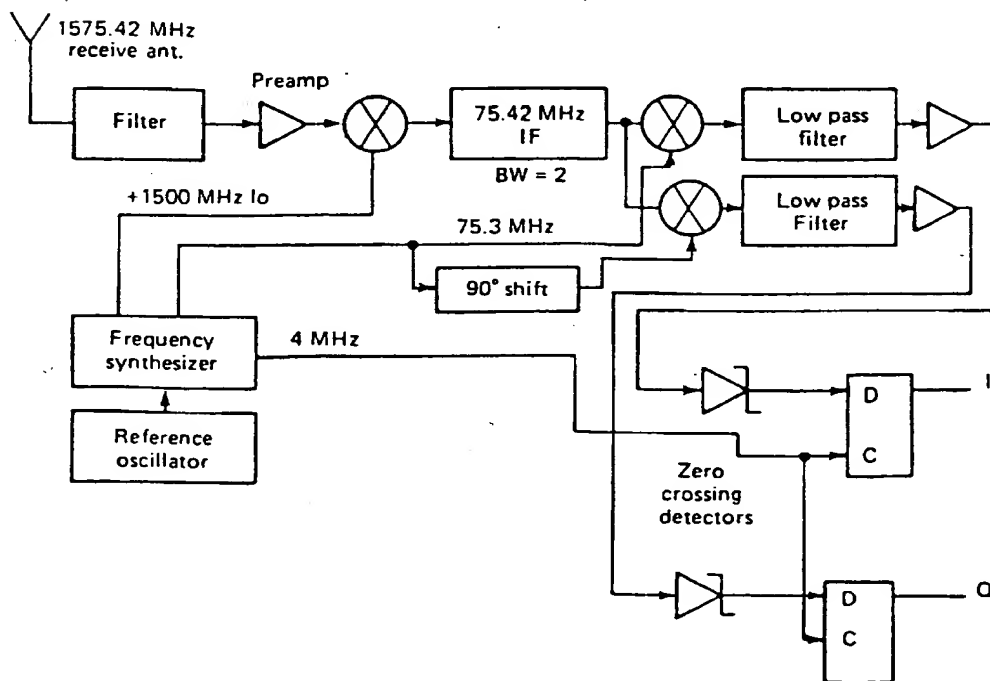 1575.42 MHz
receive ant.
Preamp
Filter
75.42 MHz
IF
BW = 2
Low pass
filter
Low pass
Filter
+1500 MHz lo
75.3 MHz
90° shift
Frequency
synthesizer
4 MHz
Reference
oscillator
D
C
I
Zero
crossing
detectors
D
C
Q